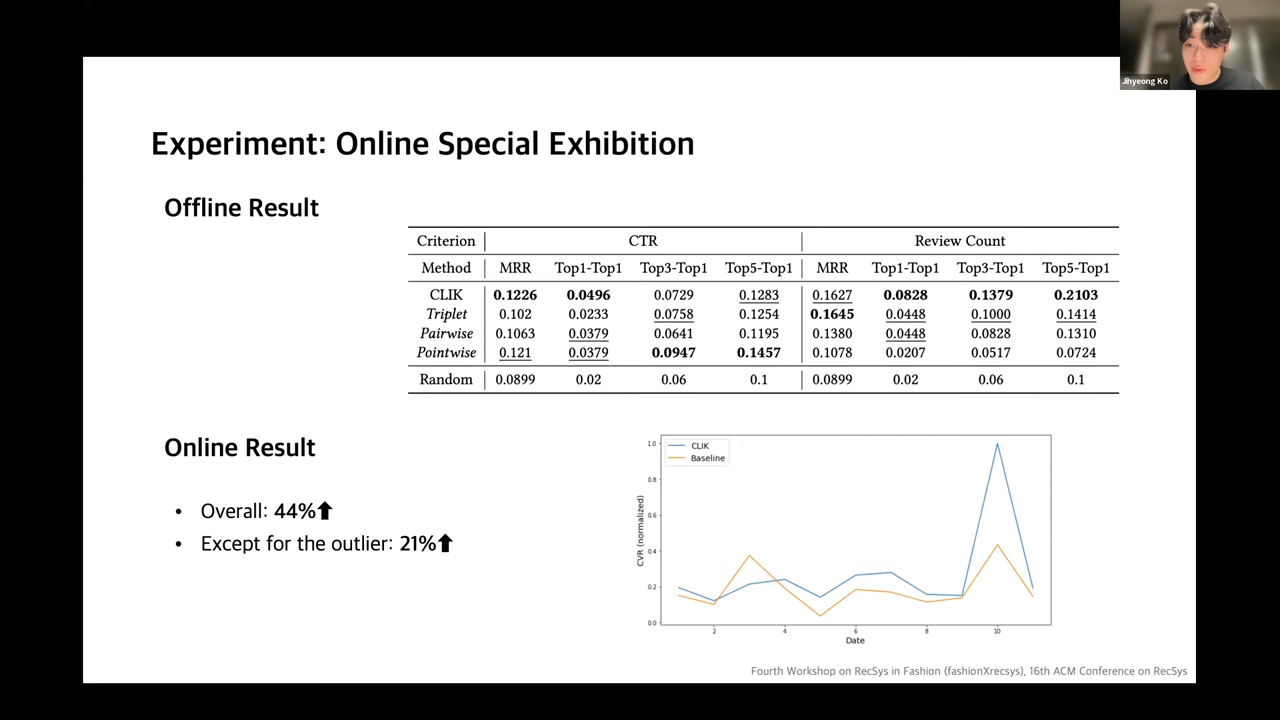 Jihyeong Ko
Experiment: Online Special Exhibition
Offline Result
Criterion CTR Review Count
Method MRR Top1-Top1 Top3-Top1 Top5-Top1 MRR Top1-Top1 Top3-Top1 Top5-Top1
CLIK 0.1226 0.0496 0.0729 0.1283 0.1627 0.0828 0.1379 0.2103
Triplet 0.102 0.0233 0.0758 0.1254 0.1645 0.0448 0.1000 0.1414
Pairwise 0.1063 0.0379 0.0641 0.1195 0.1380 0.0448 0.0828 0.1310
Pointwise 0.121 0.0379 0.0947 0.1457 0.1078 0.0207 0.0517 0.0724
Random 0.0899 0.02 0.06 0.1 0.0899 0.02 0.06 0.1
Online Result
• Overall: 44%⬆
• Except for the outlier: 21%⬆
CLIK
Baseline
CVR (normalized)
1.0
0.8
0.6
0.4
0.2
0.0
2 4 6 8 10
Date
Fourth Workshop on RecSys in Fashion (fashionXrecsys), 16th ACM Conference on RecSys